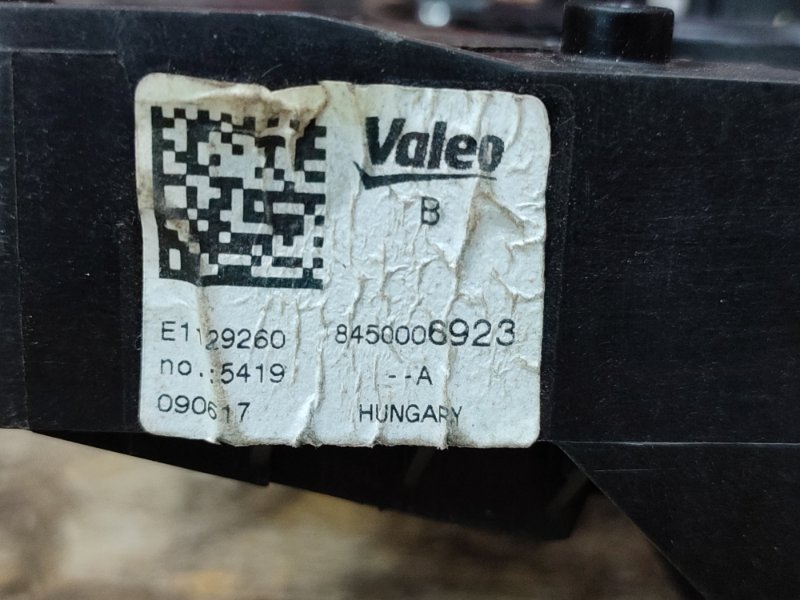 Valeo
B
E1129260 8450006923
no.:5419 --A
090617 HUNGARY